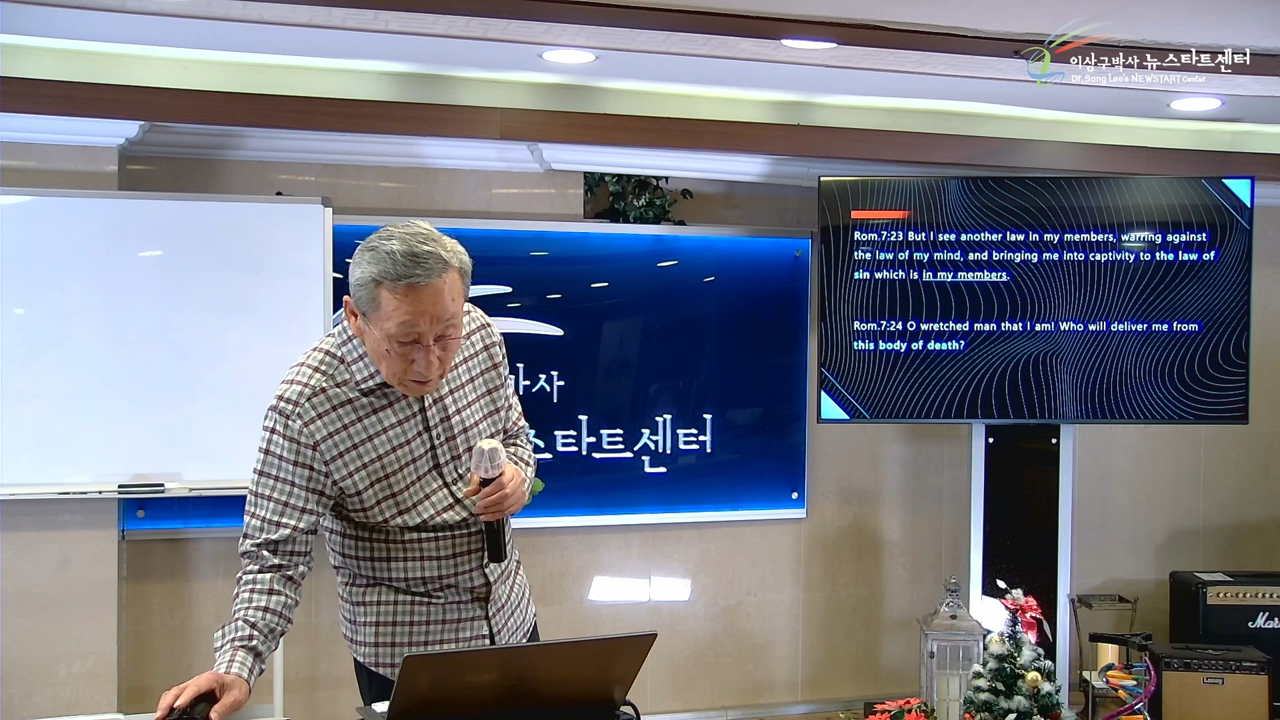 이상구박사 뉴스타트센터
Dr. Sang Lee's NEWSTART Center
Rom.7:23 But I see another law in my members, warring against
the law of my mind, and bringing me into captivity to the law of
sin which is in my members.
Rom.7:24 O wretched man that I am! Who will deliver me from
this body of death?
박사
스타트센터
Mar
Laney